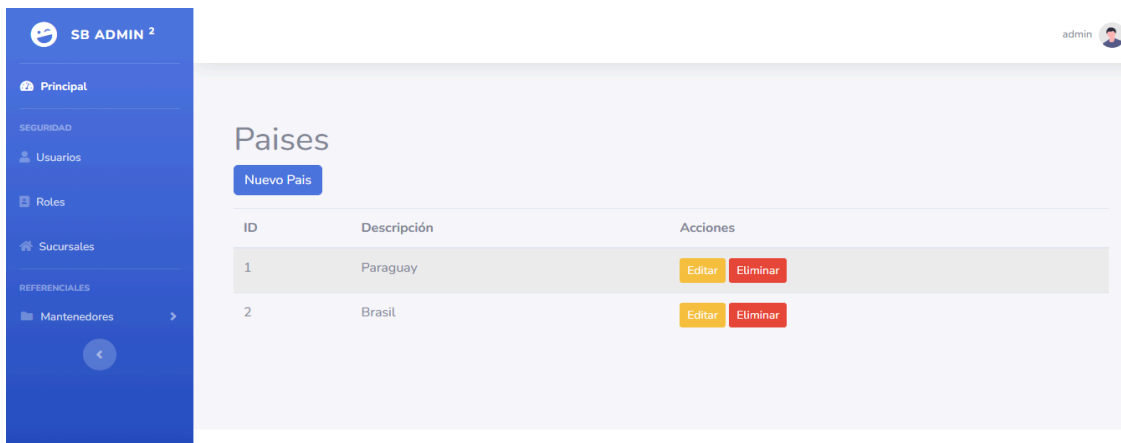 SB ADMIN 2
admin
Principal
SEGURIDAD
Usuarios
Roles
Sucursales
REFERENCIALES
Mantenedores
Paises
Nuevo Pais
ID Descripción Acciones
1 Paraguay Editar Eliminar
2 Brasil Editar Eliminar